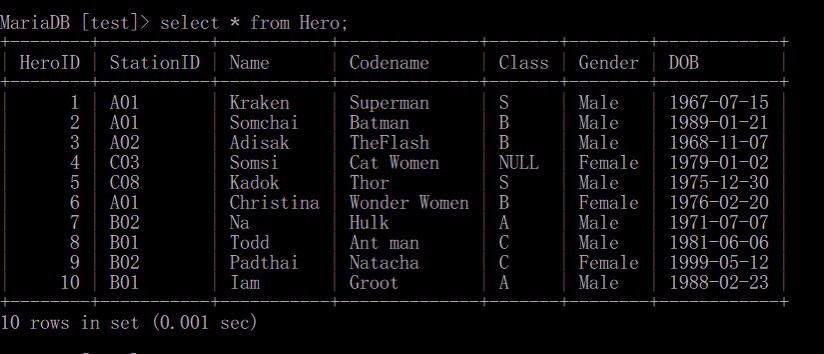 MariaDB [test]> select * from Hero;
+--------+-----------+-----------+--------------+-------+--------+------------+
| HeroID | StationID | Name      | Codename     | Class | Gender | DOB        |
+--------+-----------+-----------+--------------+-------+--------+------------+
|      1 | A01       | Kraken    | Superman     | S     | Male   | 1967-07-15 |
|      2 | A01       | Somchai   | Batman       | B     | Male   | 1989-01-21 |
|      3 | A02       | Adisak    | TheFlash     | B     | Male   | 1968-11-07 |
|      4 | C03       | Somsi     | Cat Women    | NULL  | Female | 1979-01-02 |
|      5 | C08       | Kadok     | Thor         | S     | Male   | 1975-12-30 |
|      6 | A01       | Christina | Wonder Women | B     | Female | 1976-02-20 |
|      7 | B02       | Na        | Hulk         | A     | Male   | 1971-07-07 |
|      8 | B01       | Todd      | Ant man      | C     | Male   | 1981-06-06 |
|      9 | B02       | Padthai   | Natacha      | C     | Female | 1999-05-12 |
|     10 | B01       | Iam       | Groot        | A     | Male   | 1988-02-23 |
+--------+-----------+-----------+--------------+-------+--------+------------+
10 rows in set (0.001 sec)